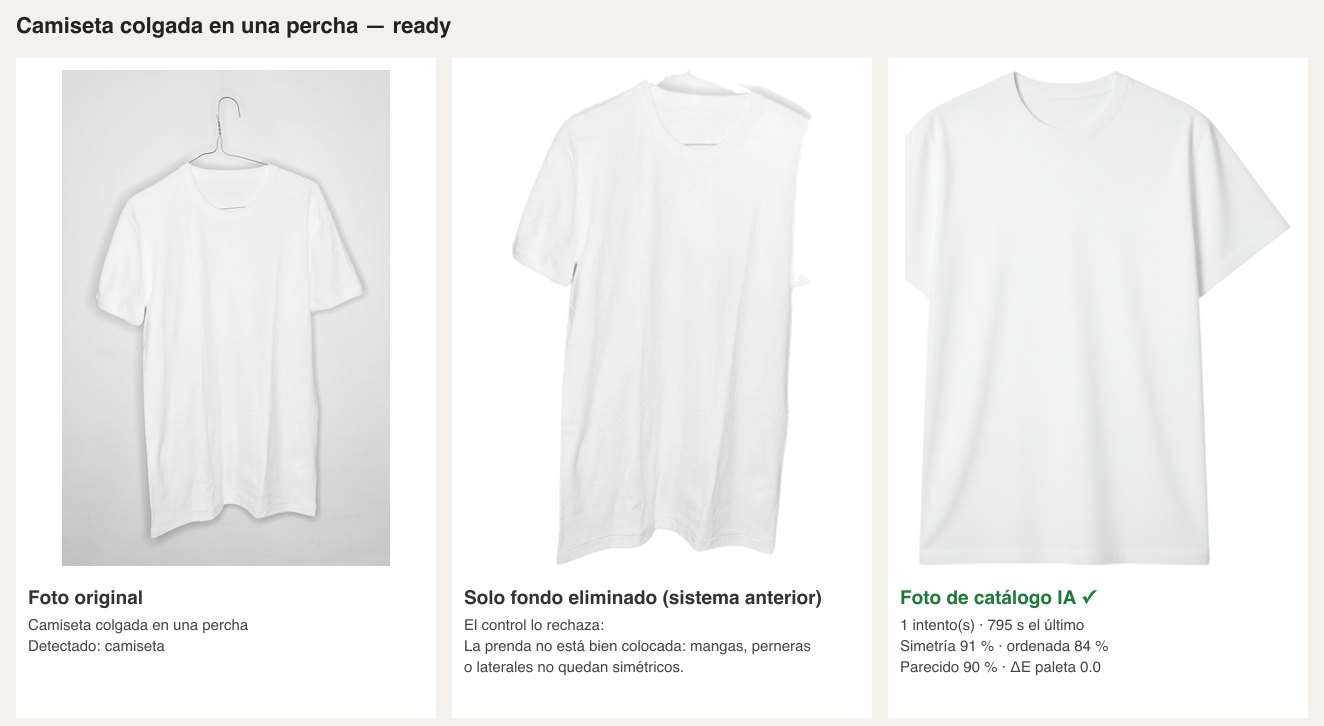 Camiseta colgada en una percha — ready
Foto original
Camiseta colgada en una percha
Detectado: camiseta
Solo fondo eliminado (sistema anterior)
El control lo rechaza:
La prenda no está bien colocada: mangas, perneras
o laterales no quedan simétricos.
Foto de catálogo IA ✓
1 intento(s) · 795 s el último
Simetría 91 % · ordenada 84 %
Parecido 90 % · ΔE paleta 0.0